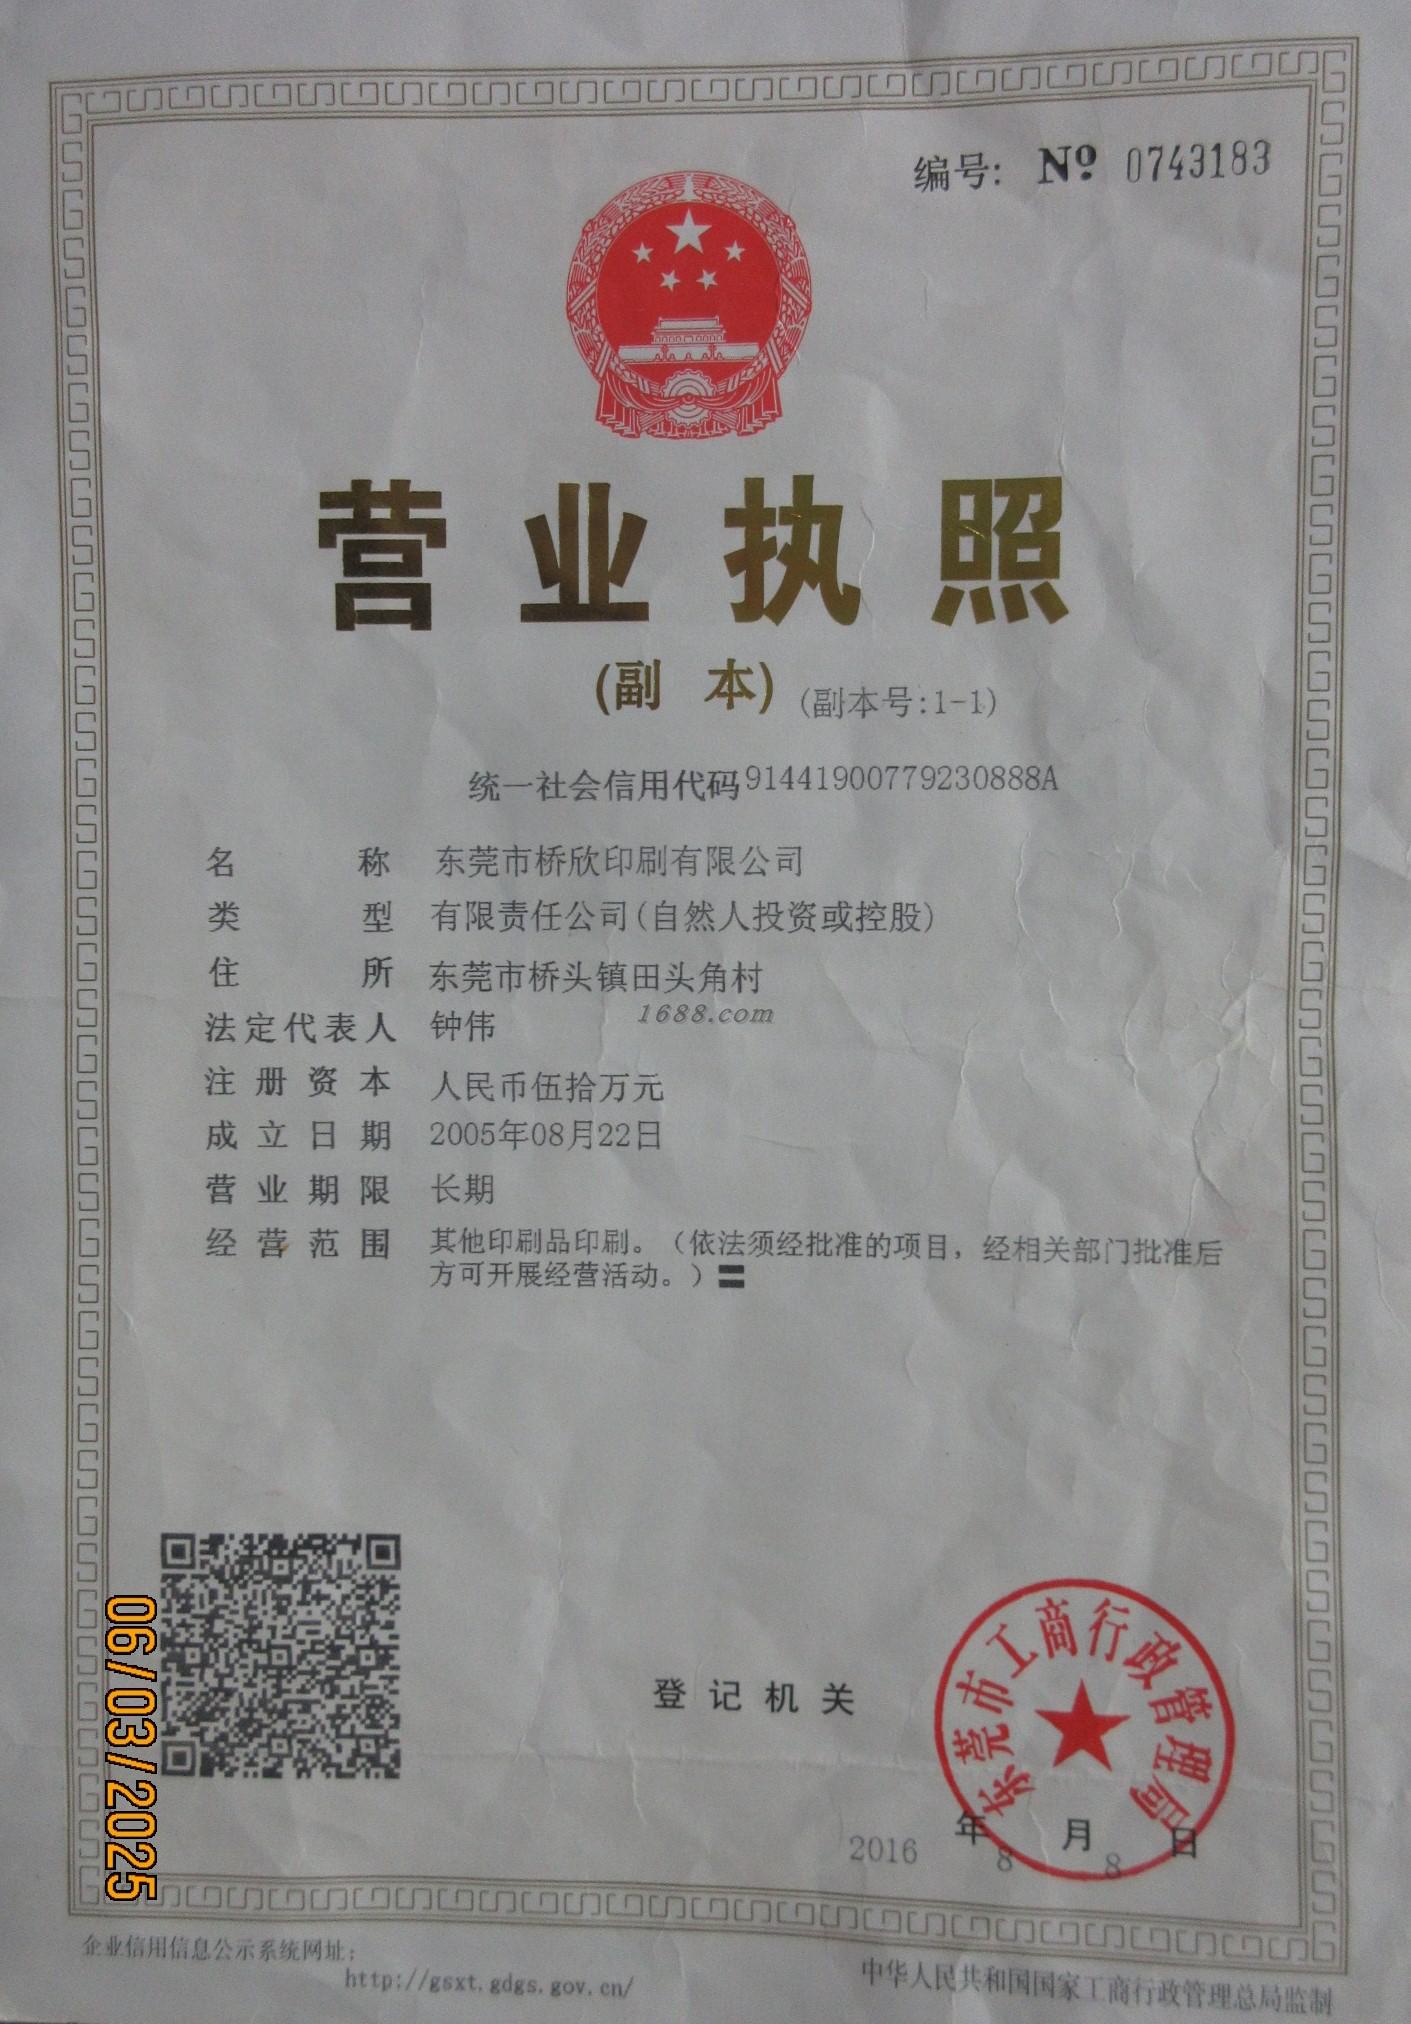 编号: Nº 0743183
营业执照
(副 本) (副本号:1-1)
统一社会信用代码91441900779230888A
名称 东莞市桥欣印刷有限公司
类型 有限责任公司(自然人投资或控股)
住所 东莞市桥头镇田头角村
1688.com
法定代表人 钟伟
注册资本 人民币伍拾万元
成立日期 2005年08月22日
营业期限 长期
经营范围 其他印刷品印刷。（依法须经批准的项目，经相关部门批准后
方可开展经营活动。）〓
登记机关
东莞市工商行政管理局
2016年8月8日
06/03/2025
企业信用信息公示系统网址：
http://gsxt.gdgs.gov.cn/
中华人民共和国国家工商行政管理总局监制